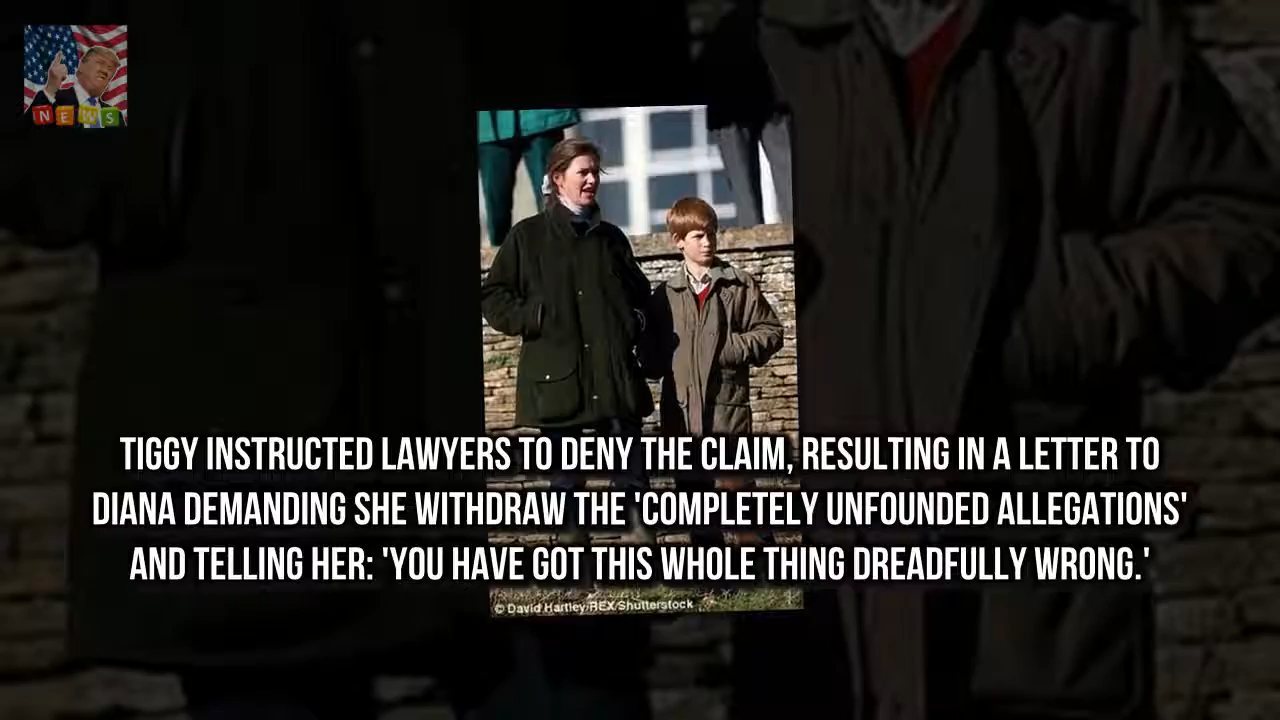 NEWS
TIGGY INSTRUCTED LAWYERS TO DENY THE CLAIM, RESULTING IN A LETTER TO
DIANA DEMANDING SHE WITHDRAW THE 'COMPLETELY UNFOUNDED ALLEGATIONS'
AND TELLING HER: 'YOU HAVE GOT THIS WHOLE THING DREADFULLY WRONG.'
© David Hartley/REX/Shutterstock